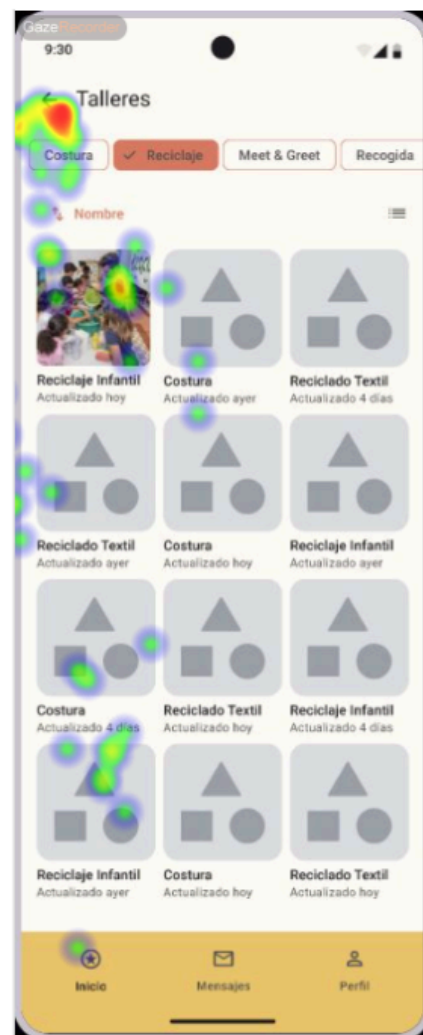 GazeRecorder
9:30
Talleres
Costura Reciclaje Meet & Greet Recogida
Nombre
Reciclaje Infantil Costura Reciclado Textil
Actualizado hoy Actualizado ayer Actualizado 4 días
Reciclado Textil Costura Reciclaje Infantil
Actualizado ayer Actualizado hoy Actualizado ayer
Costura Reciclado Textil Reciclaje Infantil
Actualizado 4 días Actualizado hoy Actualizado 4 días
Reciclaje Infantil Costura Reciclado Textil
Actualizado ayer Actualizado hoy Actualizado hoy
Inicio Mensajes Perfil